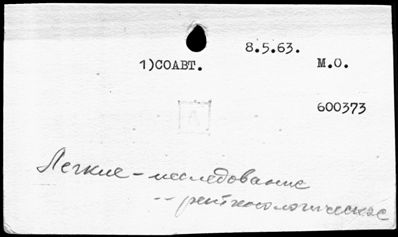 8.5.63.
1)СОАВТ. М.О.
600373
Легкие - исследование
-- рентгенологическое